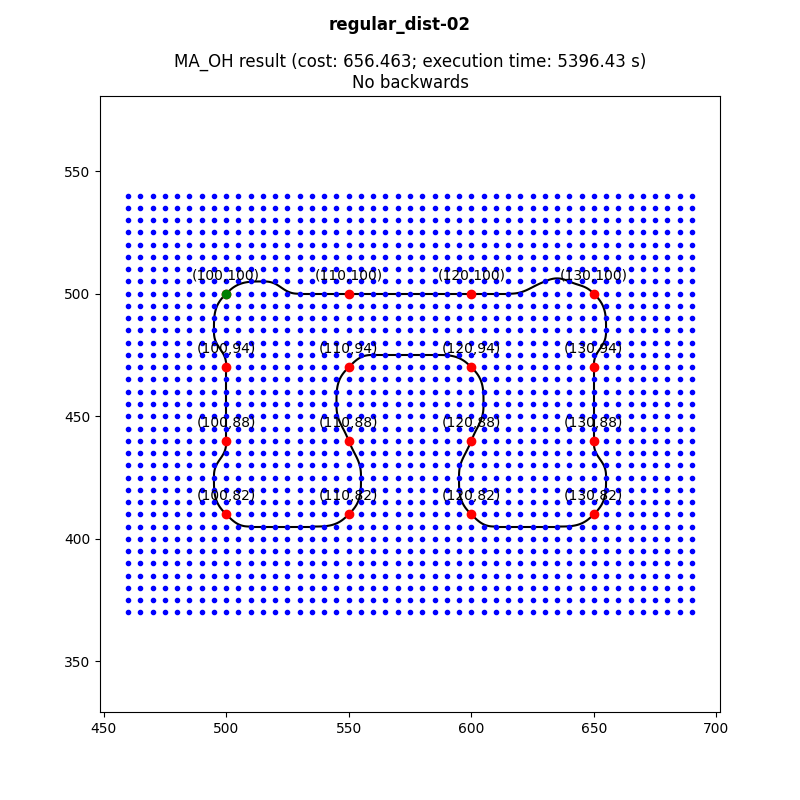 regular_dist-02
MA_OH result (cost: 656.463; execution time: 5396.43 s)
No backwards
550
(100,100) (110,100) (120,100) (130,100)
500
(100,94) (110,94) (120,94) (130,94)
450
(100,88) (110,88) (120,88) (130,88)
(100,82) (110,82) (120,82) (130,82)
400
350
450 500 550 600 650 700